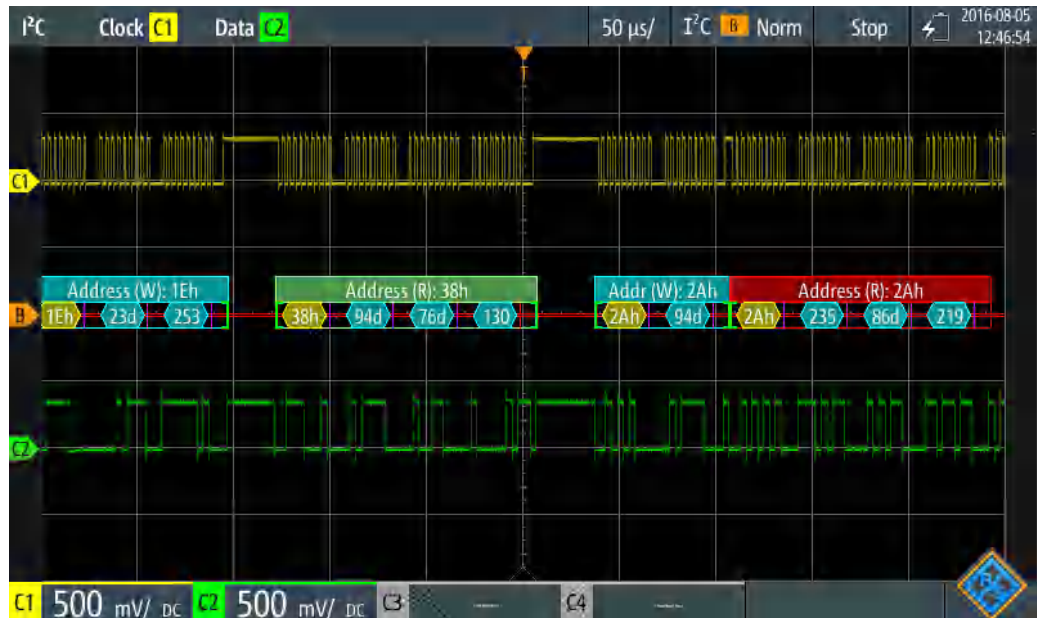 I²C Clock C1 Data C2 50 µs/ I²C B Norm Stop 2016-08-05
12:46:54
T
C1
Address (W): 1Eh Address (R): 38h Addr (W): 2Ah Address (R): 2Ah
B 1Eh 23d 253 38h 94d 76d 130 2Ah 94d 2Ah 235 86d 219
C2
C1 500 mV/ DC C2 500 mV/ DC C3 C4